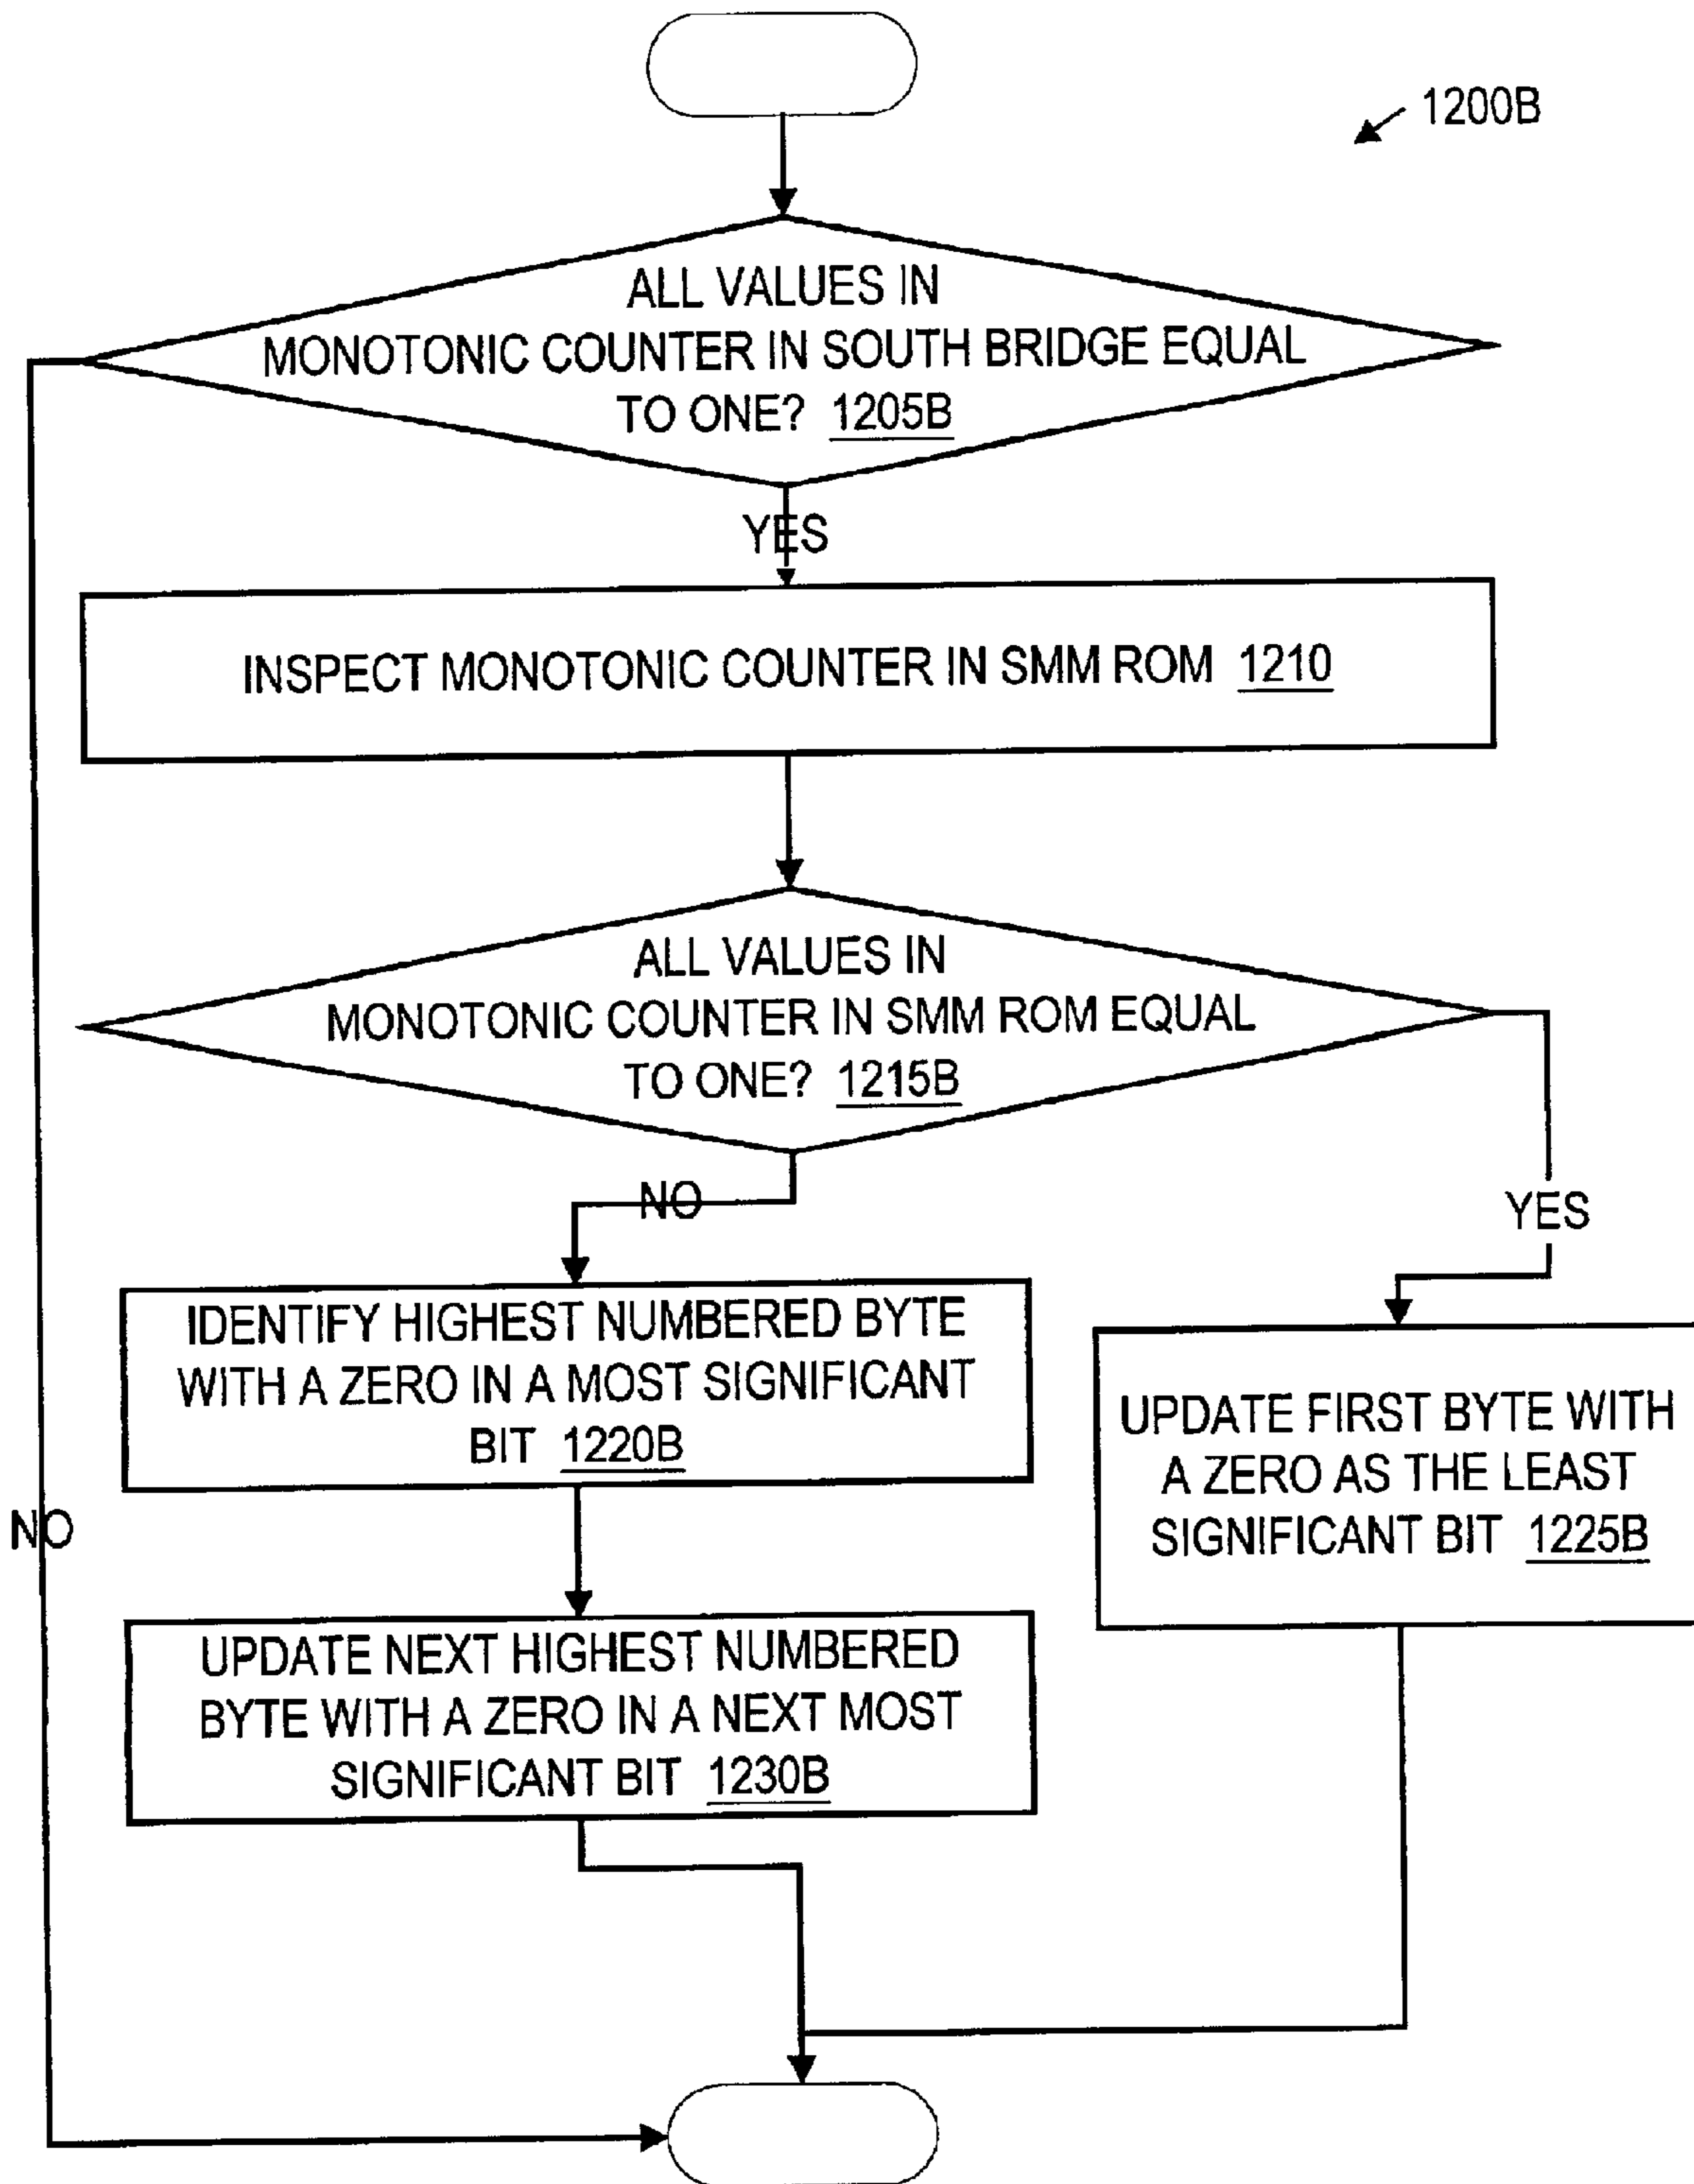 1200B
ALL VALUES IN
MONOTONIC COUNTER IN SOUTH BRIDGE EQUAL
TO ONE? 1205B
YES
INSPECT MONOTONIC COUNTER IN SMM ROM 1210
ALL VALUES IN
MONOTONIC COUNTER IN SMM ROM EQUAL
TO ONE? 1215B
NO
YES
IDENTIFY HIGHEST NUMBERED BYTE
WITH A ZERO IN A MOST SIGNIFICANT
BIT 1220B
UPDATE FIRST BYTE WITH
A ZERO AS THE LEAST
SIGNIFICANT BIT 1225B
NO
UPDATE NEXT HIGHEST NUMBERED
BYTE WITH A ZERO IN A NEXT MOST
SIGNIFICANT BIT 1230B